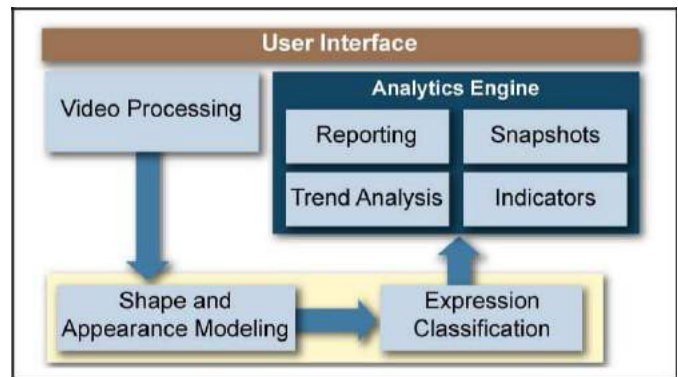 User Interface
Video Processing
Analytics Engine
Reporting
Snapshots
Trend Analysis
Indicators
Shape and
Appearance Modeling
Expression
Classification